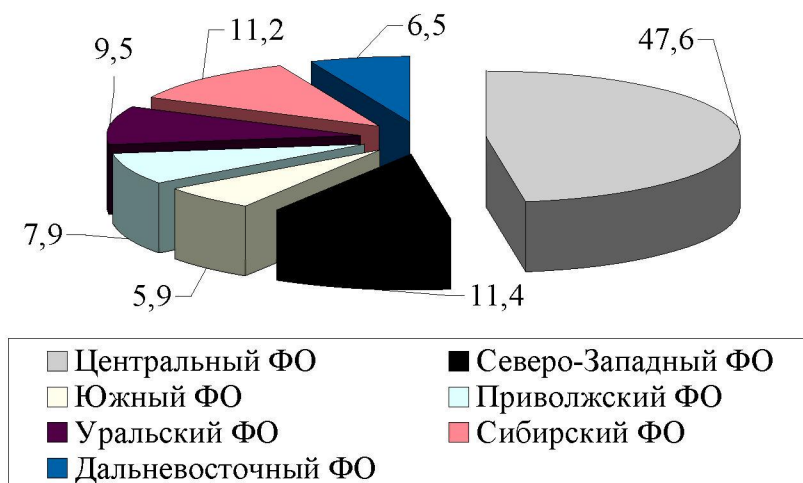 6,5
11,2
47,6
9,5
7,9
5,9
11,4
Центральный ФО
Северо-Западный ФО
Южный ФО
Приволжский ФО
Уральский ФО
Сибирский ФО
Дальневосточный ФО